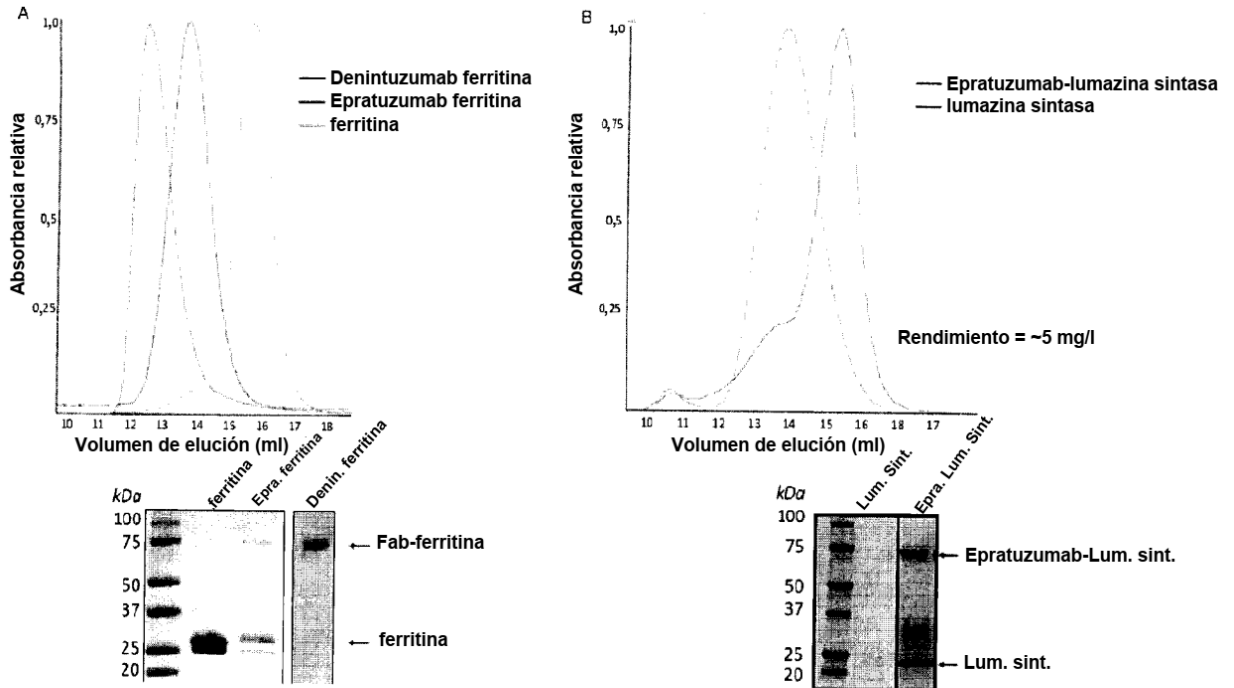 A
1,0
0,75
0,5
0,25
Absorbancia relativa
Denintuzumab ferritina
Epratuzumab ferritina
ferritina
10 11 12 13 14 15 16 17 18
Volumen de elución (ml)
kDa
ferritina
Epra. ferritina
Denin. ferritina
100
75
50
37
25
20
Fab-ferritina
ferritina
B
1,0
0,75
0,5
0,25
Absorbancia relativa
Epratuzumab-lumazina sintasa
lumazina sintasa
Rendimiento = ~5 mg/l
10 11 12 13 14 15 16 18 17
Volumen de elución (ml)
kDa
Lum. Sint.
Epra. Lum. Sint.
100
75
50
37
25
20
Epratuzumab-Lum. sint.
Lum. sint.